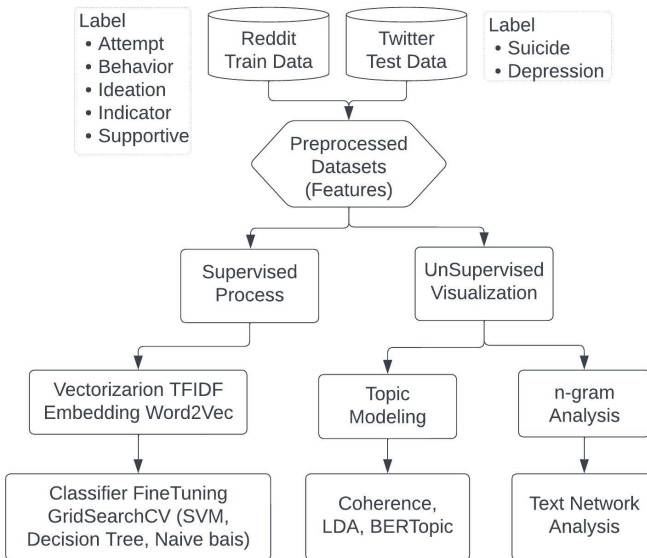 Label
• Attempt
• Behavior
• Ideation
• Indicator
• Supportive
Reddit
Train Data
Twitter
Test Data
Label
• Suicide
• Depression
Preprocessed
Datasets
(Features)
Supervised
Process
UnSupervised
Visualization
Vectorizarion TFIDF
Embedding Word2Vec
Topic
Modeling
n-gram
Analysis
Classifier FineTuning
GridSearchCV (SVM,
Decision Tree, Naive bais)
Coherence,
LDA, BERTopic
Text Network
Analysis